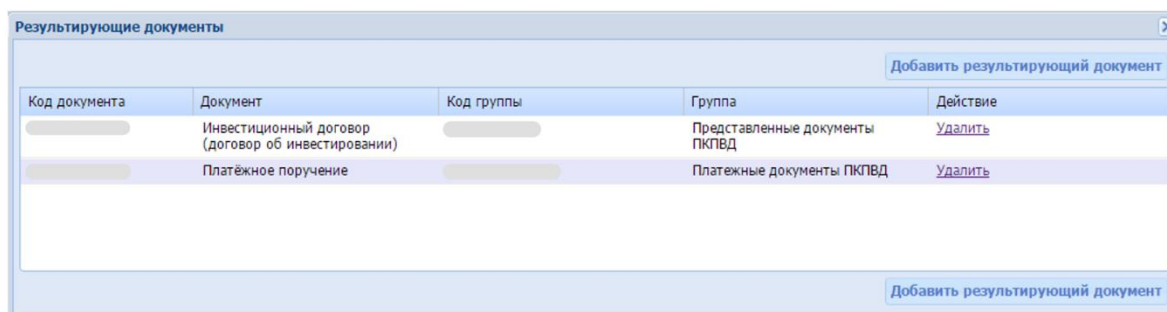 Результирующие документы
Добавить результирующий документ
Код документа Документ Код группы Группа Действие
Инвестиционный договор Представленные документы Удалить
(договор об инвестировании) ПКПВД
Платёжное поручение Платежные документы ПКПВД Удалить
Добавить результирующий документ